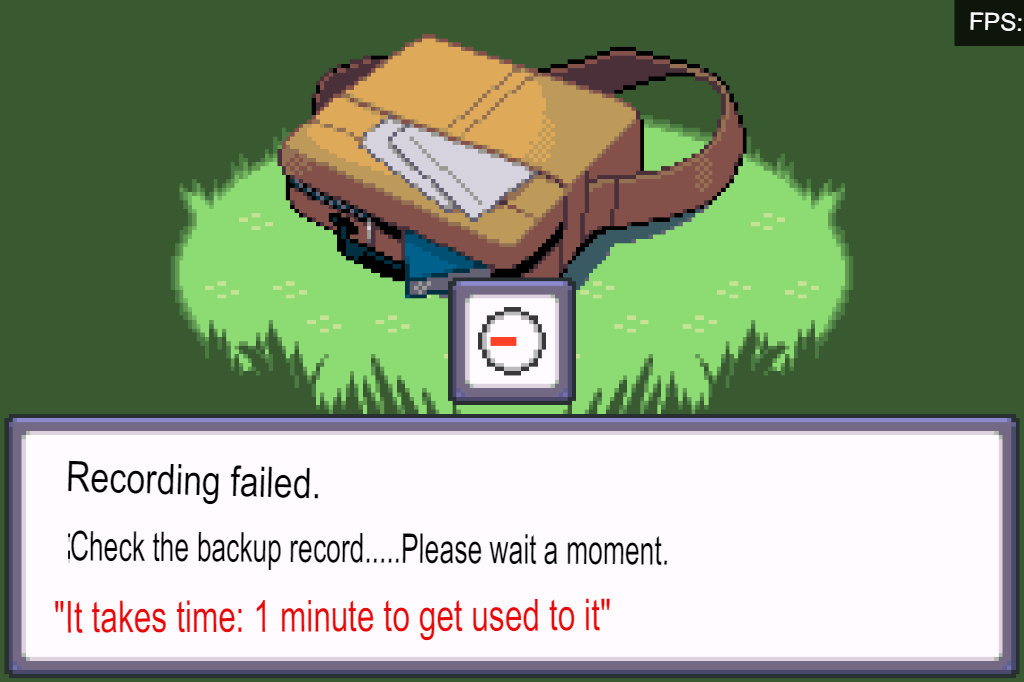 FPS:
Recording failed.
Check the backup record.....Please wait a moment.
"It takes time: 1 minute to get used to it"